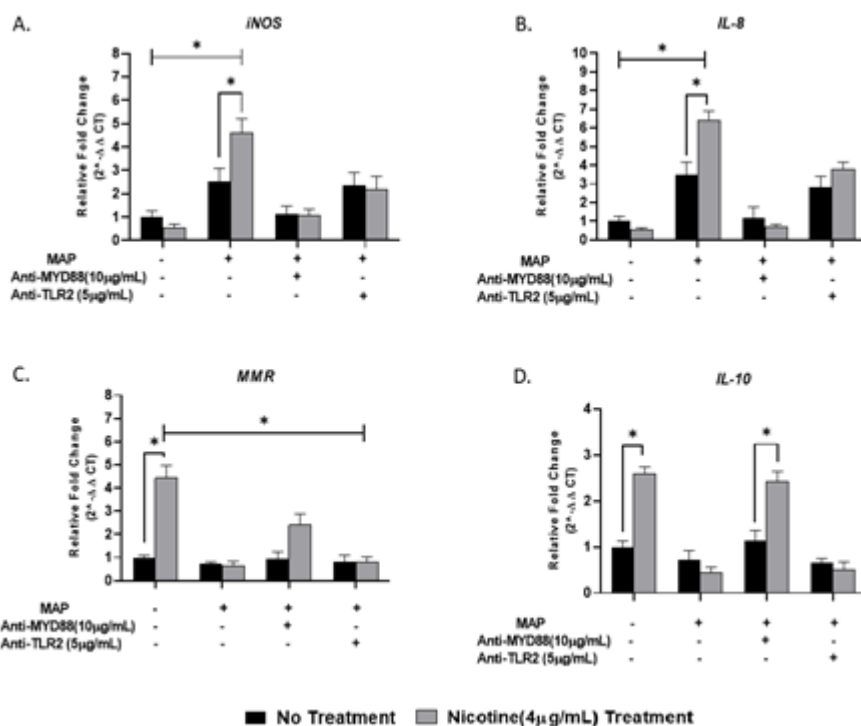 A.
iNOS
Relative Fold Change
(2^-Δ Δ CT)
8
7
6
5
4
3
2
1
0
*
*
MAP - + + +
Anti-MYD88(10µg/mL) - - + -
Anti-TLR2 (5µg/mL) - - - +
B.
IL-8
Relative Fold Change
(2^-Δ Δ CT)
10
9
8
7
6
5
4
3
2
1
0
*
*
MAP - + + +
Anti-MYD88(10µg/mL) - - + -
Anti-TLR2 (5µg/mL) - - - +
C.
MMR
Relative Fold Change
(2^-Δ Δ CT)
8
7
6
5
4
3
2
1
0
*
*
MAP - + + +
Anti-MYD88(10µg/mL) - - + -
Anti-TLR2 (5µg/mL) - - - +
D.
IL-10
Relative Fold Change
(2^-Δ Δ CT)
4
3
2
1
0
*
*
MAP - + + +
Anti-MYD88(10µg/mL) - - + -
Anti-TLR2 (5µg/mL) - - - +
No Treatment Nicotine(4µg/mL) Treatment